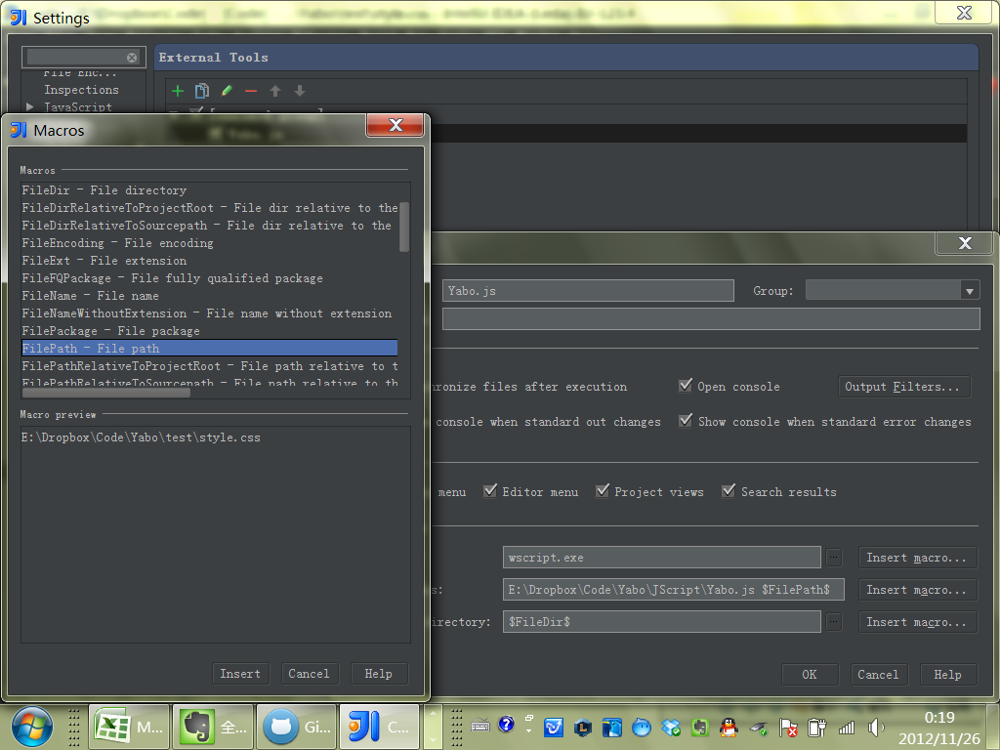 Settings
External Tools
File Enc...
Inspections
JavaScript
Macros
Macros
FileDir - File directory
FileDirRelativeToProjectRoot - File dir relative to the
FileDirRelativeToSourcepath - File dir relative to the
FileEncoding - File encoding
FileExt - File extension
FileFQPackage - File fully qualified package
FileName - File name
FileNameWithoutExtension - File name without extension
FilePackage - File package
FilePath - File path
FilePathRelativeToProjectRoot - File path relative to t
FilePathRelativeToSourcepath - File path relative to th
Macro preview
E:\Dropbox\Code\Yabo\test\style.css
Insert
Cancel
Help
Yabo.js
Group:
hronize files after execution
Open console
Output Filters...
console when standard out changes
Show console when standard error changes
menu
Editor menu
Project views
Search results
wscript.exe
...
Insert macro...
s:
E:\Dropbox\Code\Yabo\JScript\Yabo.js $FilePath$
Insert macro...
irectory:
$FileDir$
...
Insert macro...
OK
Cancel
Help
M...
全...
Gi...
C...
0:19
2012/11/26